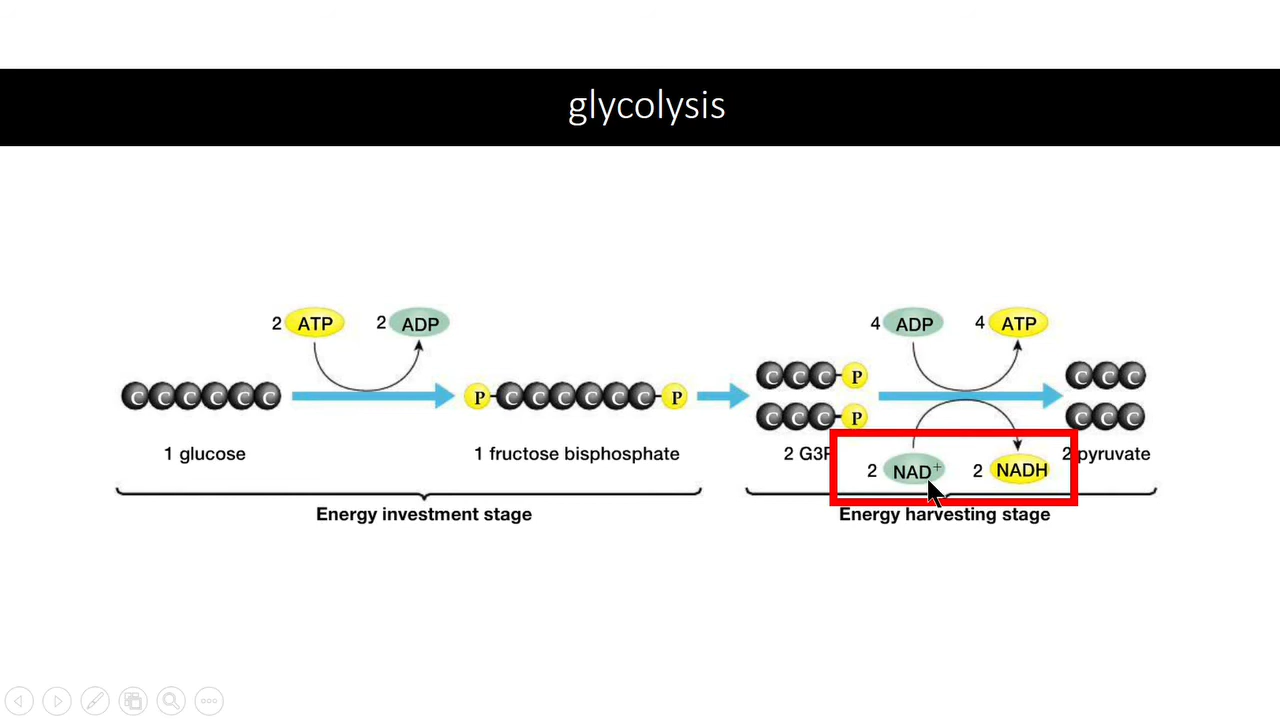 glycolysis
2 ATP 2 ADP 4 ADP 4 ATP
C C C P C C C
C C C C C C P C C C C C C P
C C C P C C C
1 glucose 1 fructose bisphosphate 2 G3P 2 pyruvate
2 NAD+ 2 NADH
Energy investment stage Energy harvesting stage